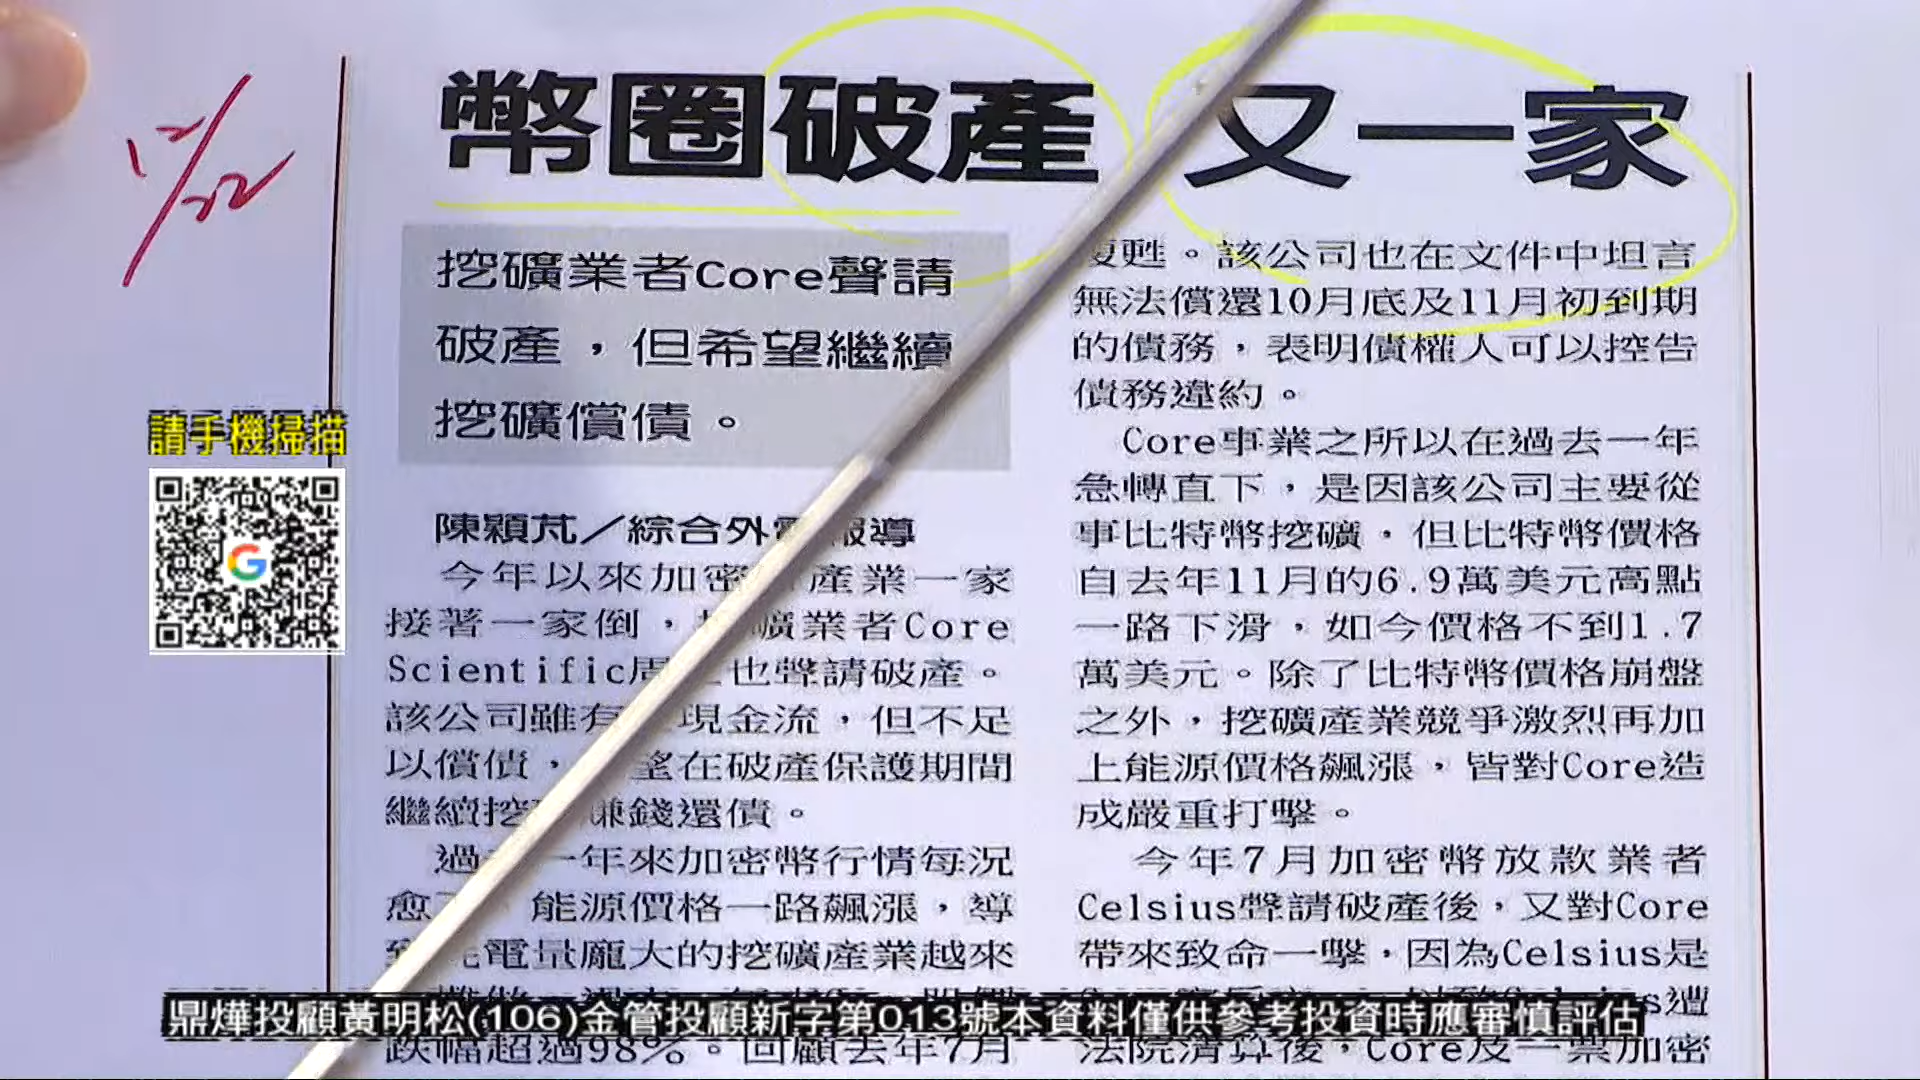 12/22
幣圈破產 又一家
挖礦業者Core聲請
破產，但希望繼續
挖礦償債。
陳穎芃／綜合外 報導
今年以來加密 產業一家
接著一家倒， 礦業者Core
Scientific周 也聲請破產。
該公司雖有 現金流，但不足
以償債， 望在破產保護期間
繼續挖 賺錢還債。
過 一年來加密幣行情每況
愈 能源價格一路飆漲，導
電量龐大的挖礦產業越來
跌幅超過98%。回顧去年7月
復甦。該公司也在文件中坦言
無法償還10月底及11月初到期
的債務，表明債權人可以控告
債務違約。
Core事業之所以在過去一年
急轉直下，是因該公司主要從
事比特幣挖礦，但比特幣價格
自去年11月的6.9萬美元高點
一路下滑，如今價格不到1.7
萬美元。除了比特幣價格崩盤
之外，挖礦產業競爭激烈再加
上能源價格飆漲，皆對Core造
成嚴重打擊。
今年7月加密幣放款業者
Celsius聲請破產後，又對Core
帶來致命一擊，因為Celsius是
遭
法院清算後，Core及一票加密
請手機掃描
鼎燁投顧黃明松(106)金管投顧新字第013號本資料僅供參考投資時應審慎評估